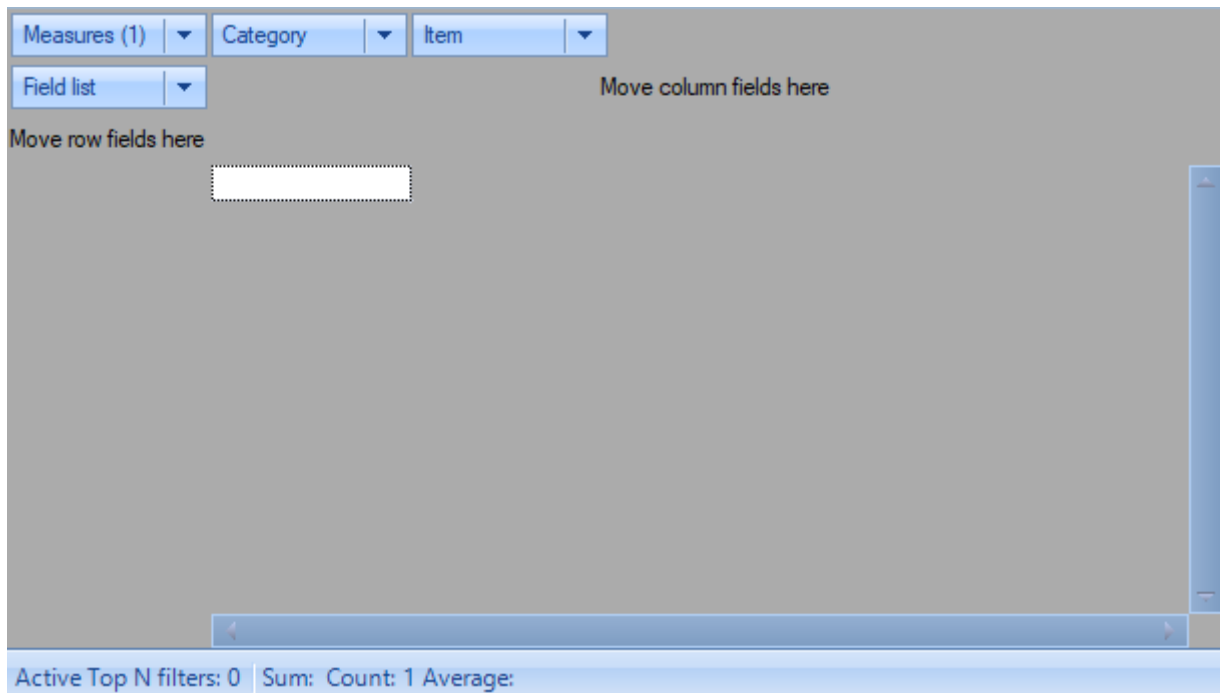 Measures (1) Category Item
Field list Move column fields here
Move row fields here
Active Top N filters: 0 Sum: Count: 1 Average: